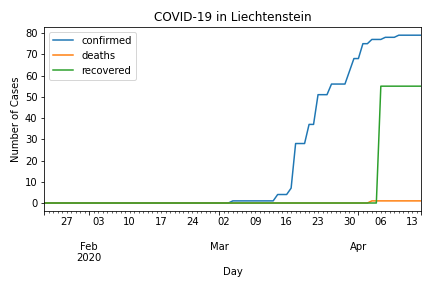 COVID-19 in Liechtenstein
confirmed
deaths
recovered
Number of Cases
80
70
60
50
40
30
20
10
0
27 03 10 17 24 02 09 16 23 30 06 13
Feb Mar Apr
2020
Day